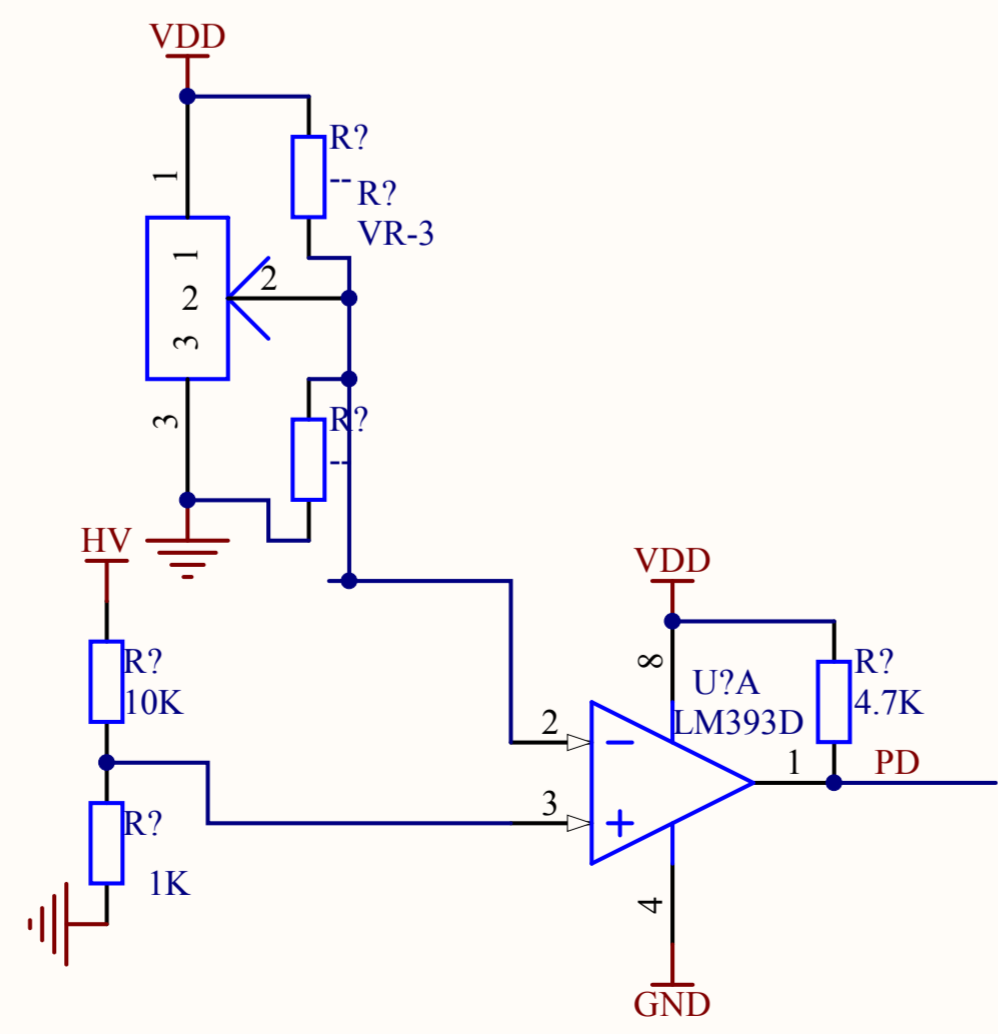 VDD
R?
--
R?
VR-3
1
1
2
3
2
3
R?
--
HV
R?
10K
R?
1K
VDD
8
U?A
LM393D
R?
4.7K
2
3
1
PD
4
GND